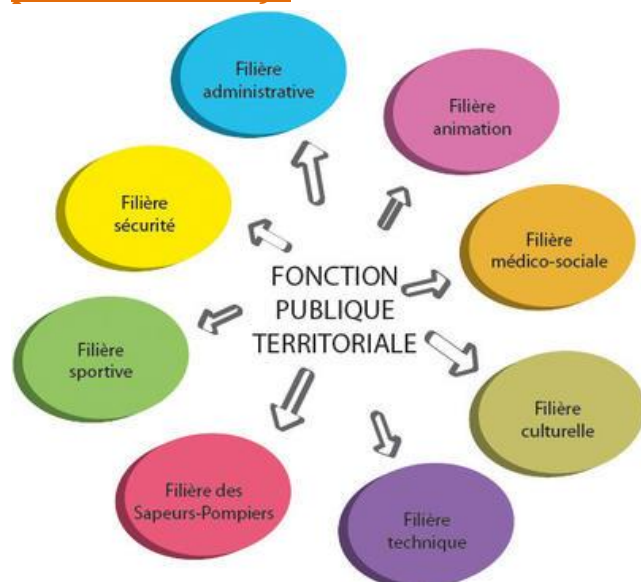 Filière
administrative
Filière
animation
Filière
sécurité
Filière
médico-sociale
FONCTION
PUBLIQUE
TERRITORIALE
Filière
sportive
Filière
culturelle
Filière des
Sapeurs-Pompiers
Filière
technique